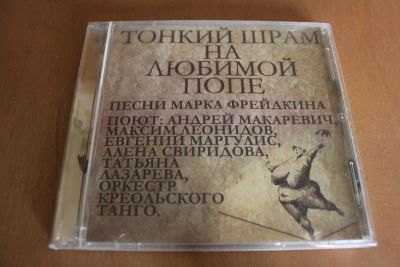 ТОНКИЙ ШРАМ
НА
ЛЮБИМОЙ
ПОПЕ
ПЕСНИ МАРКА ФРЕЙДКИНА
ПОЮТ: АНДРЕЙ МАКАРЕВИЧ,
МАКСИМ ЛЕОНИДОВ,
ЕВГЕНИЙ МАРГУЛИС,
АЛЕНА СВИРИДОВА,
ТАТЬЯНА
ЛАЗАРЕВА,
ОРКЕСТР
КРЕОЛЬСКОГО
ТАНГО.